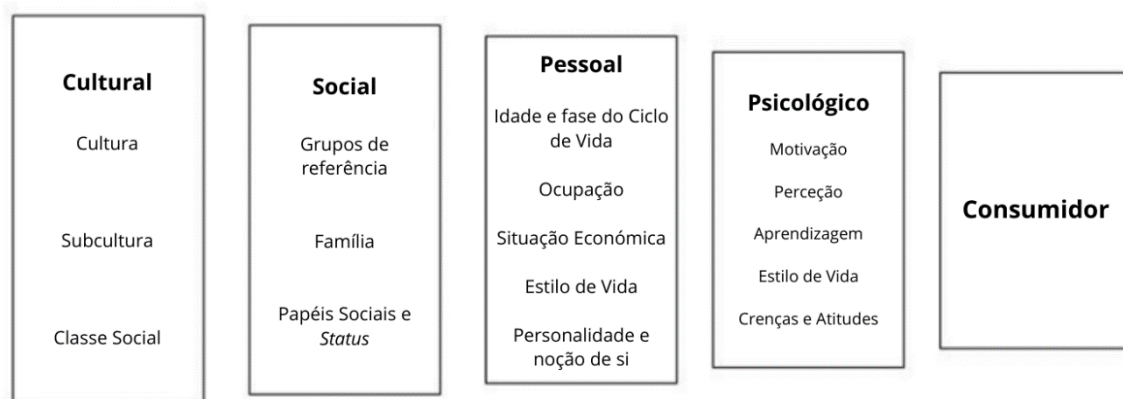 Cultural
Cultura
Subcultura
Classe Social
Social
Grupos de
referência
Família
Papéis Sociais e
Status
Pessoal
Idade e fase do Ciclo
de Vida
Ocupação
Situação Económica
Estilo de Vida
Personalidade e
noção de si
Psicológico
Motivação
Perceção
Aprendizagem
Estilo de Vida
Crenças e Atitudes
Consumidor